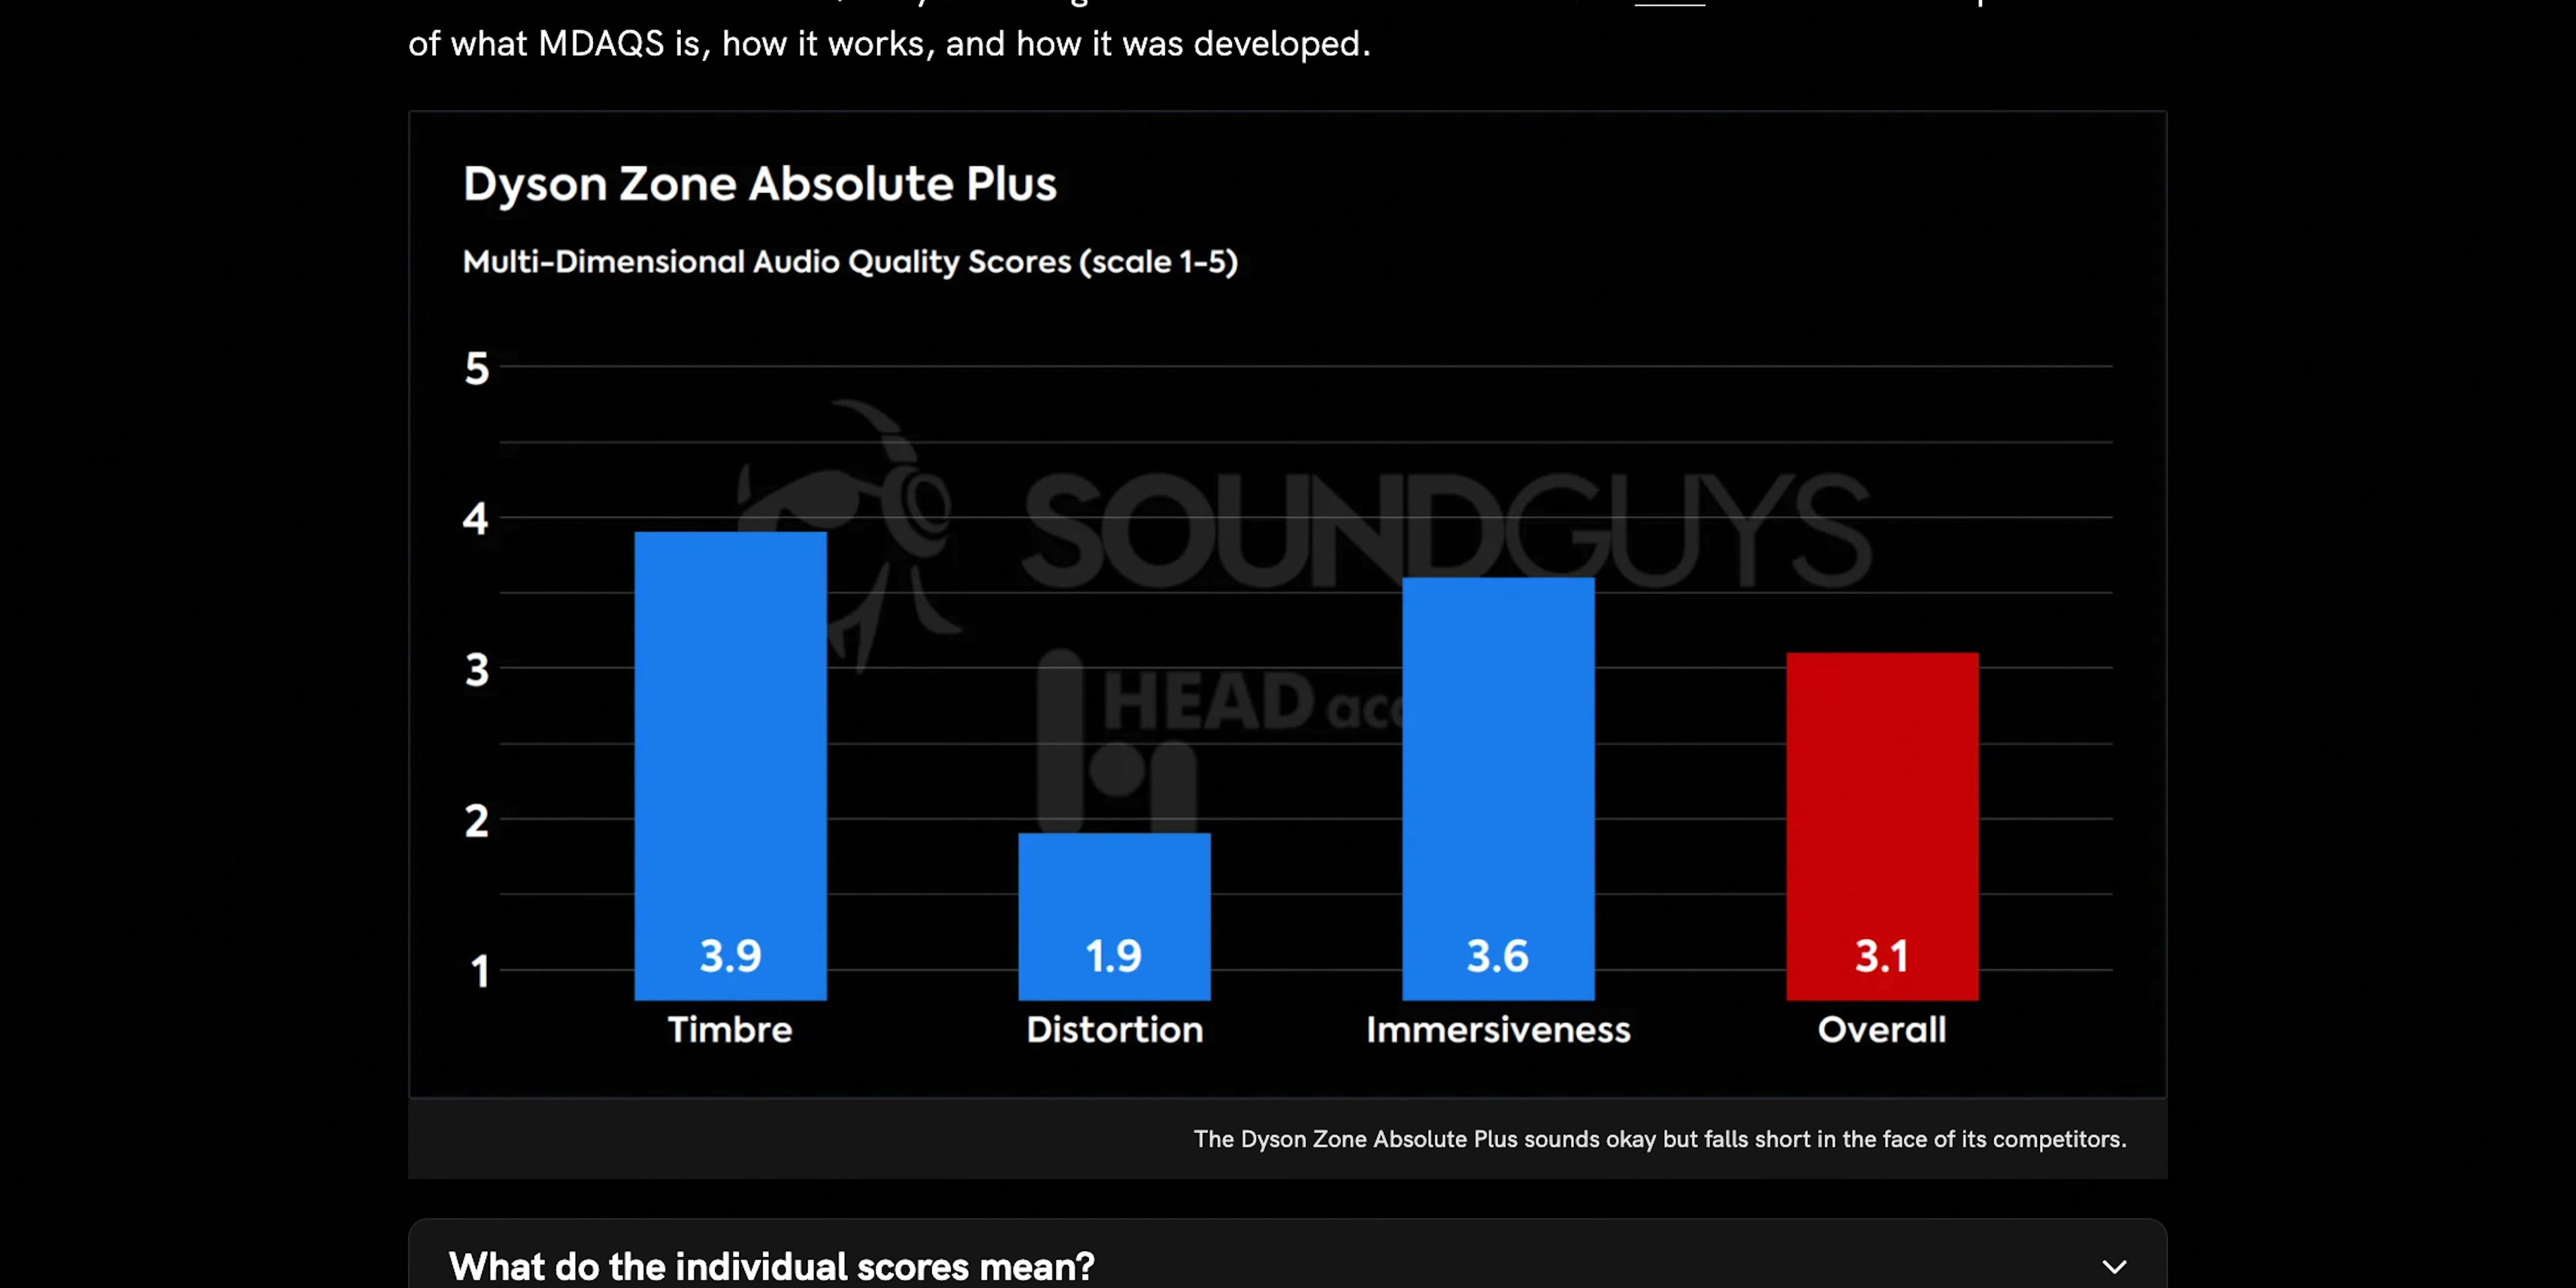 of what MDAQS is, how it works, and how it was developed.
Dyson Zone Absolute Plus
Multi-Dimensional Audio Quality Scores (scale 1-5)
5
4
3
2
1
SOUNDGUYS
HEAD
3.9
1.9
3.6
3.1
Timbre
Distortion
Immersiveness
Overall
The Dyson Zone Absolute Plus sounds okay but falls short in the face of its competitors.
What do the individual scores mean?